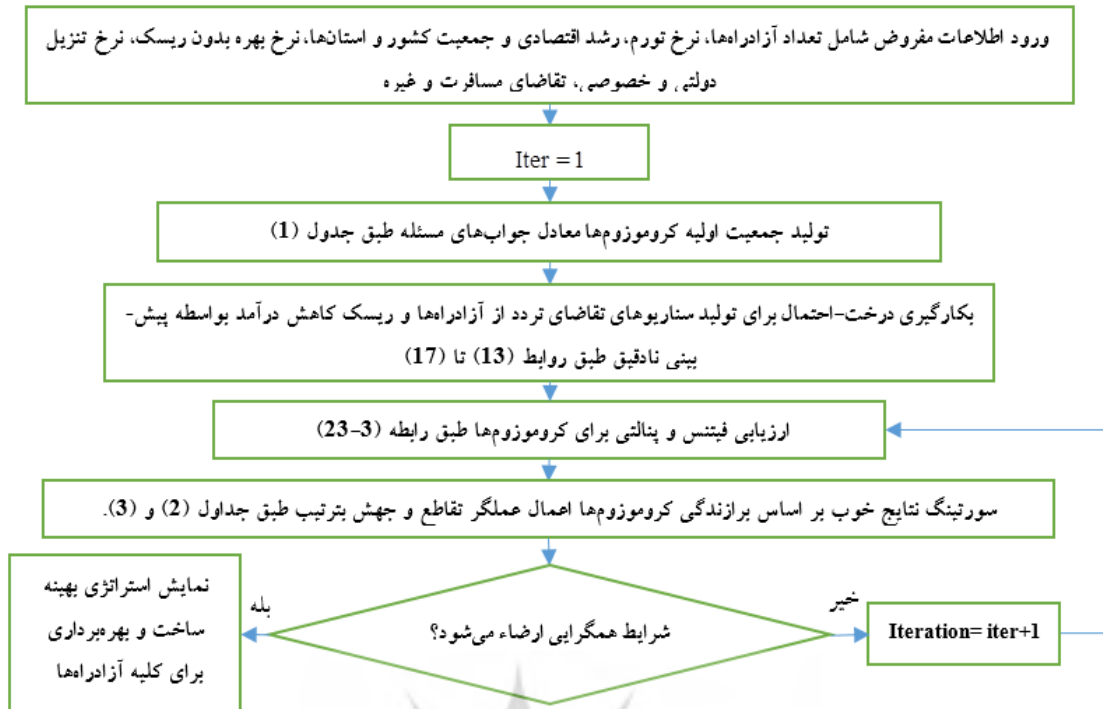 ورود اطلاعات مفروض شامل تعداد آزادراه‌ها، نرخ تورم، رشد اقتصادی و جمعیت کشور و استان‌ها، نرخ بهره بدون ریسک، نرخ تنزیل
دولتی و خصوصی، تقاضای مسافرت و غیره
Iter = 1
تولید جمعیت اولیه کروموزوم‌ها معادل جواب‌های مسئله طبق جدول (1)
بکارگیری درخت-احتمال برای تولید سناریوهای تقاضای تردد از آزادراه‌ها و ریسک کاهش درآمد بواسطه پیش-
بینی نادقیق طبق روابط (13) تا (17)
ارزیابی فیتنس و پنالتی برای کروموزوم‌ها طبق رابطه (3-23)
سورتینگ نتایج خوب بر اساس برازندگی کروموزوم‌ها اعمال عملگر تقاطع و جهش بترتیب طبق جداول (2) و (3).
شرایط همگرایی ارضاء می‌شود؟
خیر
Iteration= iter+1
بله
نمایش استراتژی بهینه
ساخت و بهره‌برداری
برای کلیه آزادراه‌ها